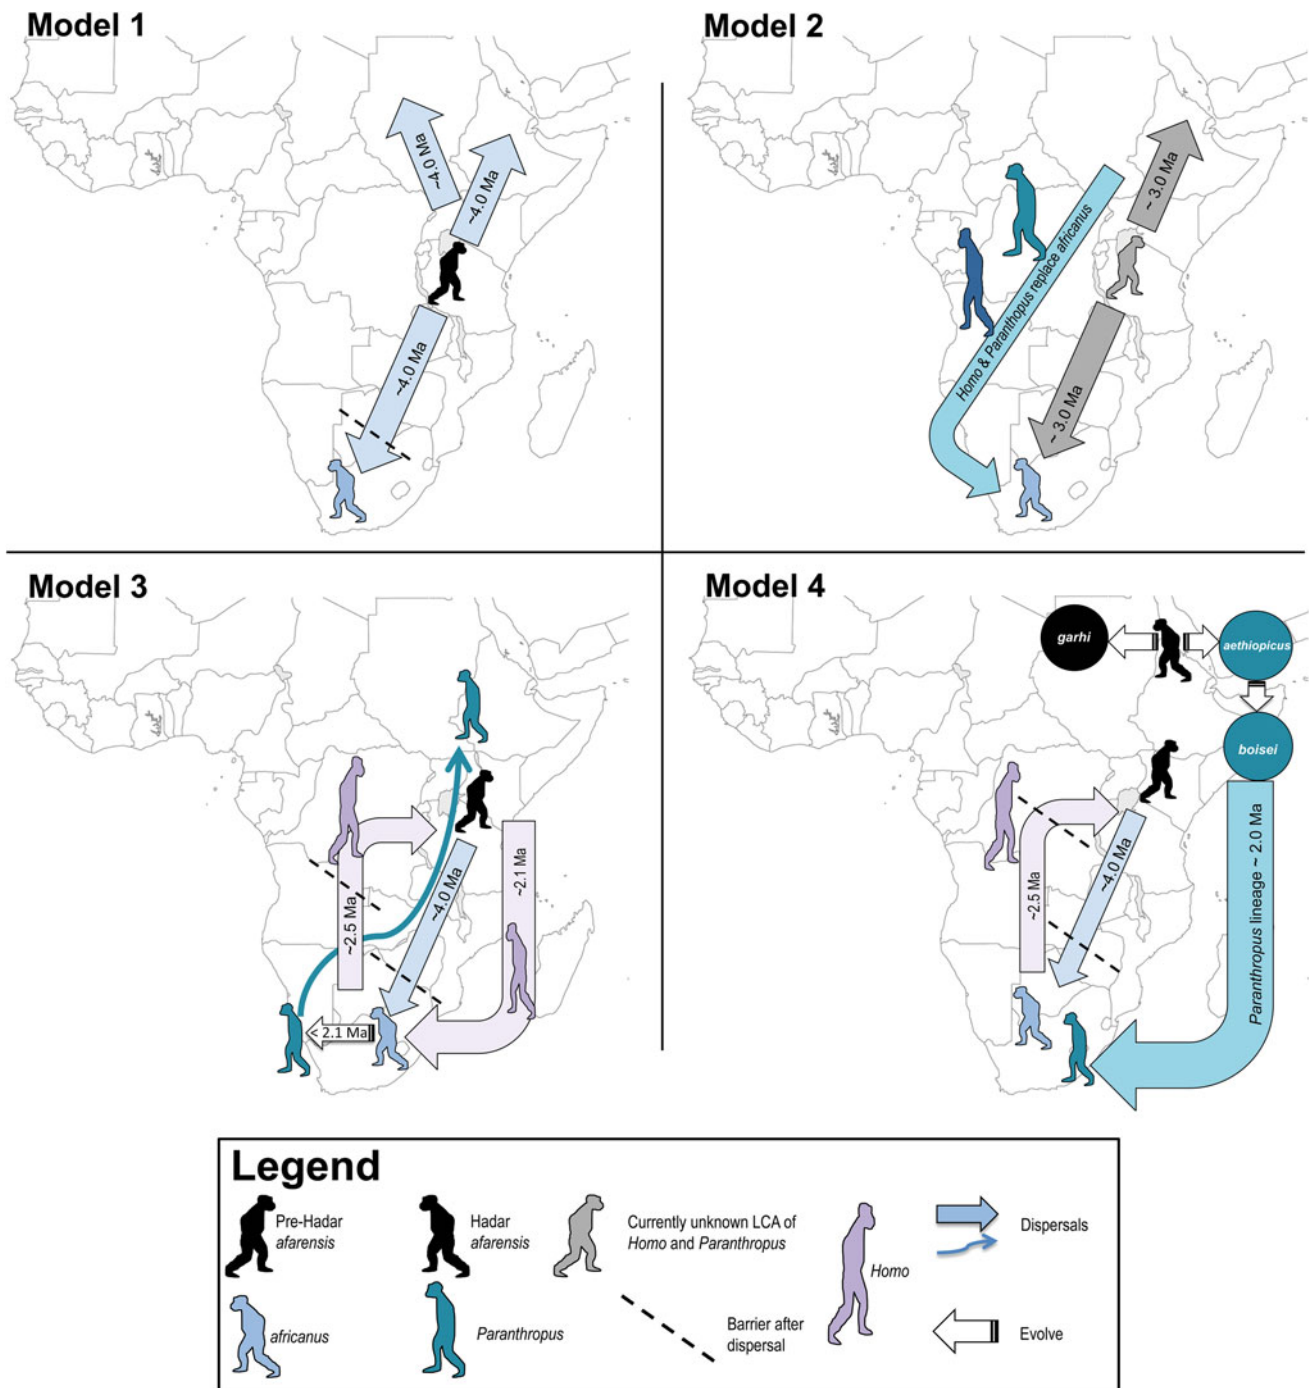 Model 1
~4.0 Ma
~4.0 Ma
~4.0 Ma
Model 2
~ 3.0 Ma
Homo & Paranthopus replace africanus
~ 3.0 Ma
Model 3
~2.5 Ma
~4.0 Ma
~2.1 Ma
< 2.1 Ma
Model 4
garhi
aethiopicus
boisei
~2.5 Ma
~4.0 Ma
Paranthropus lineage ~ 2.0 Ma
Legend
Pre-Hadar
afarensis
Hadar
afarensis
Currently unknown LCA of
Homo and Paranthropus
Homo
Dispersals
africanus
Paranthropus
Barrier after
dispersal
Evolve